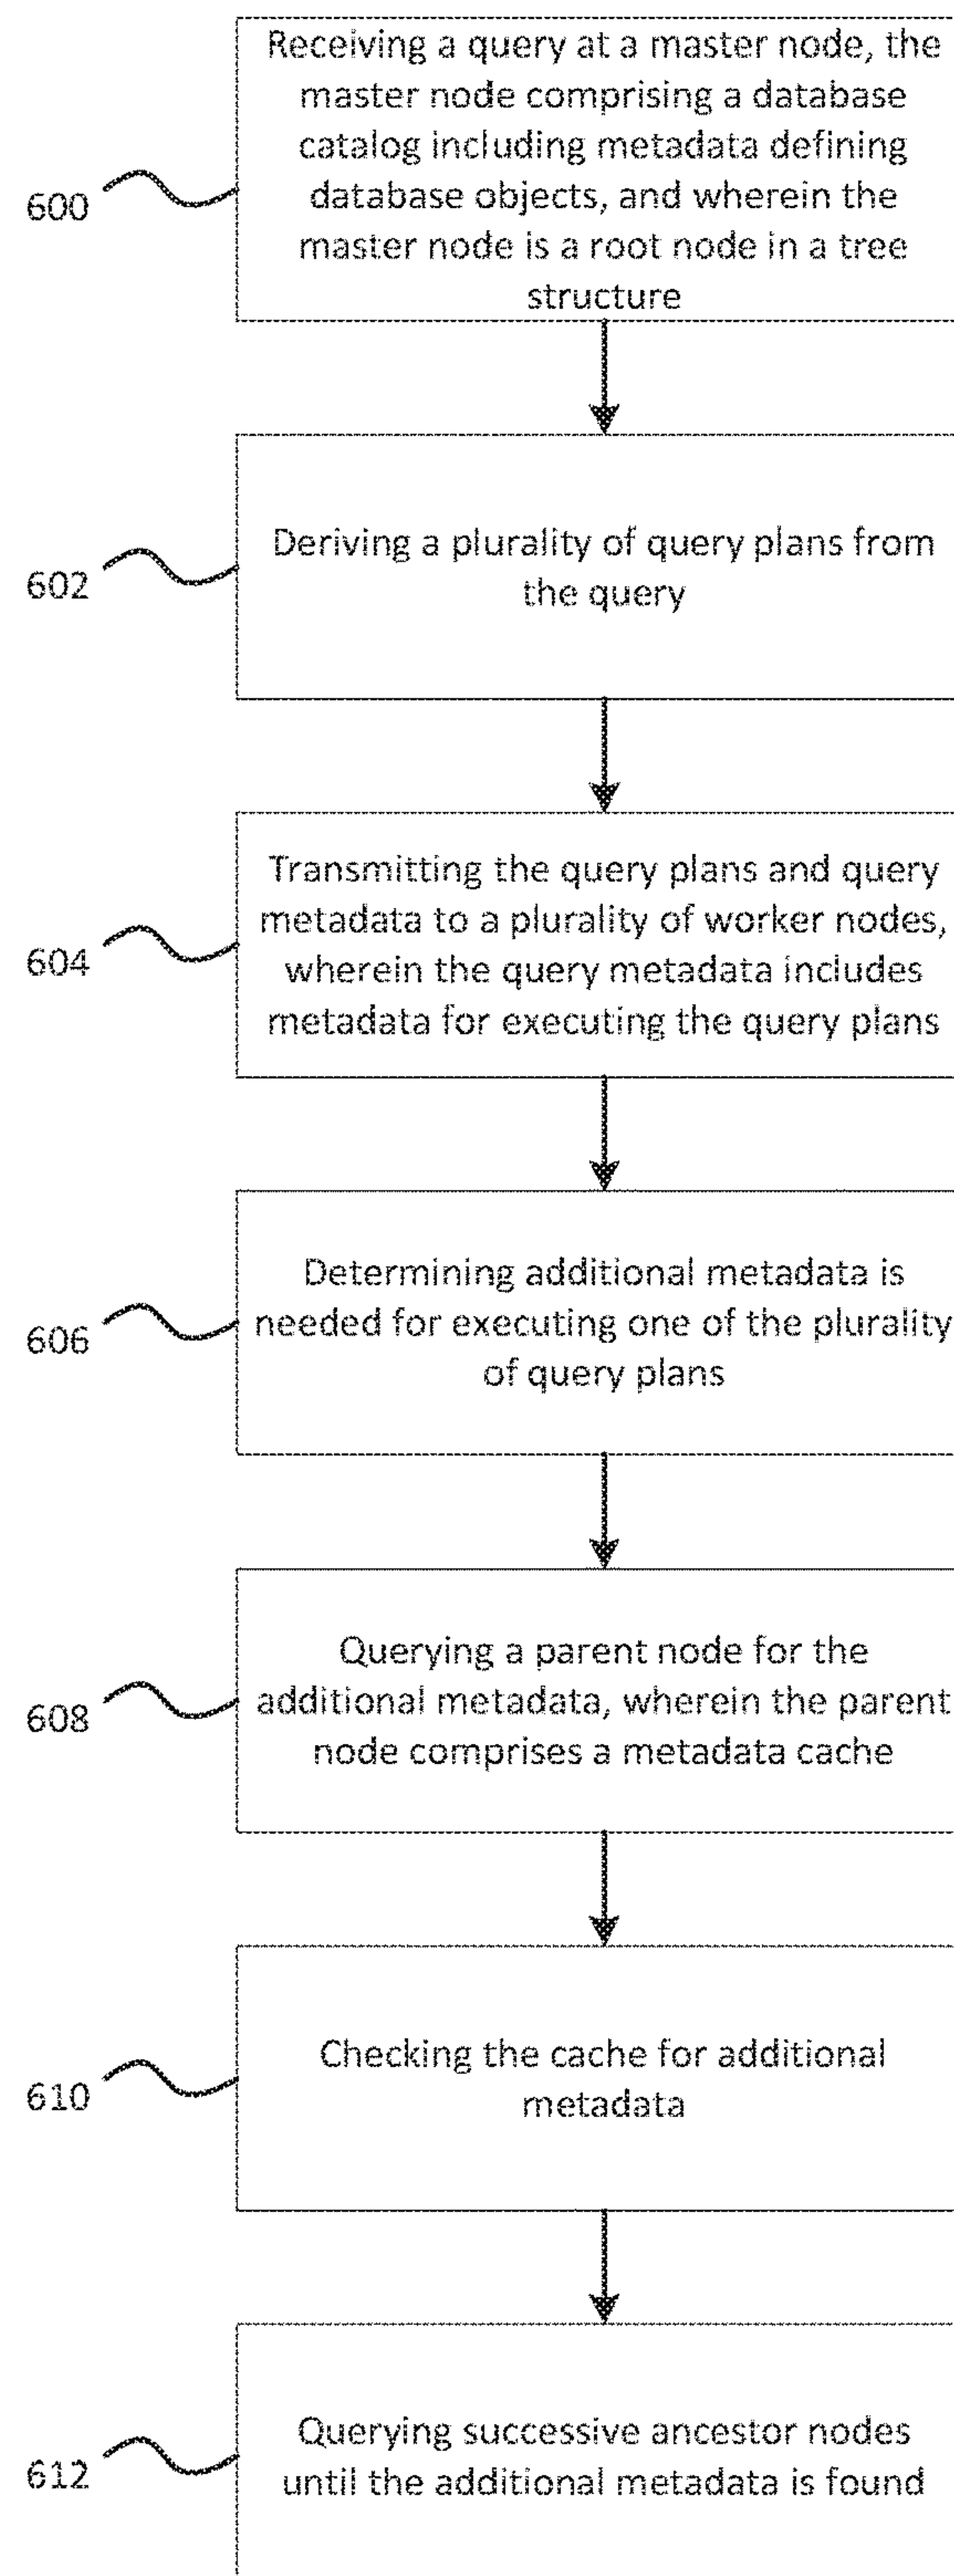 Receiving a query at a master node, the
master node comprising a database
catalog including metadata defining
database objects, and wherein the
master node is a root node in a tree
structure
600
Deriving a plurality of query plans from
the query
602
Transmitting the query plans and query
metadata to a plurality of worker nodes,
wherein the query metadata includes
metadata for executing the query plans
604
Determining additional metadata is
needed for executing one of the plurality
of query plans
606
Querying a parent node for the
additional metadata, wherein the parent
node comprises a metadata cache
608
Checking the cache for additional
metadata
610
Querying successive ancestor nodes
until the additional metadata is found
612